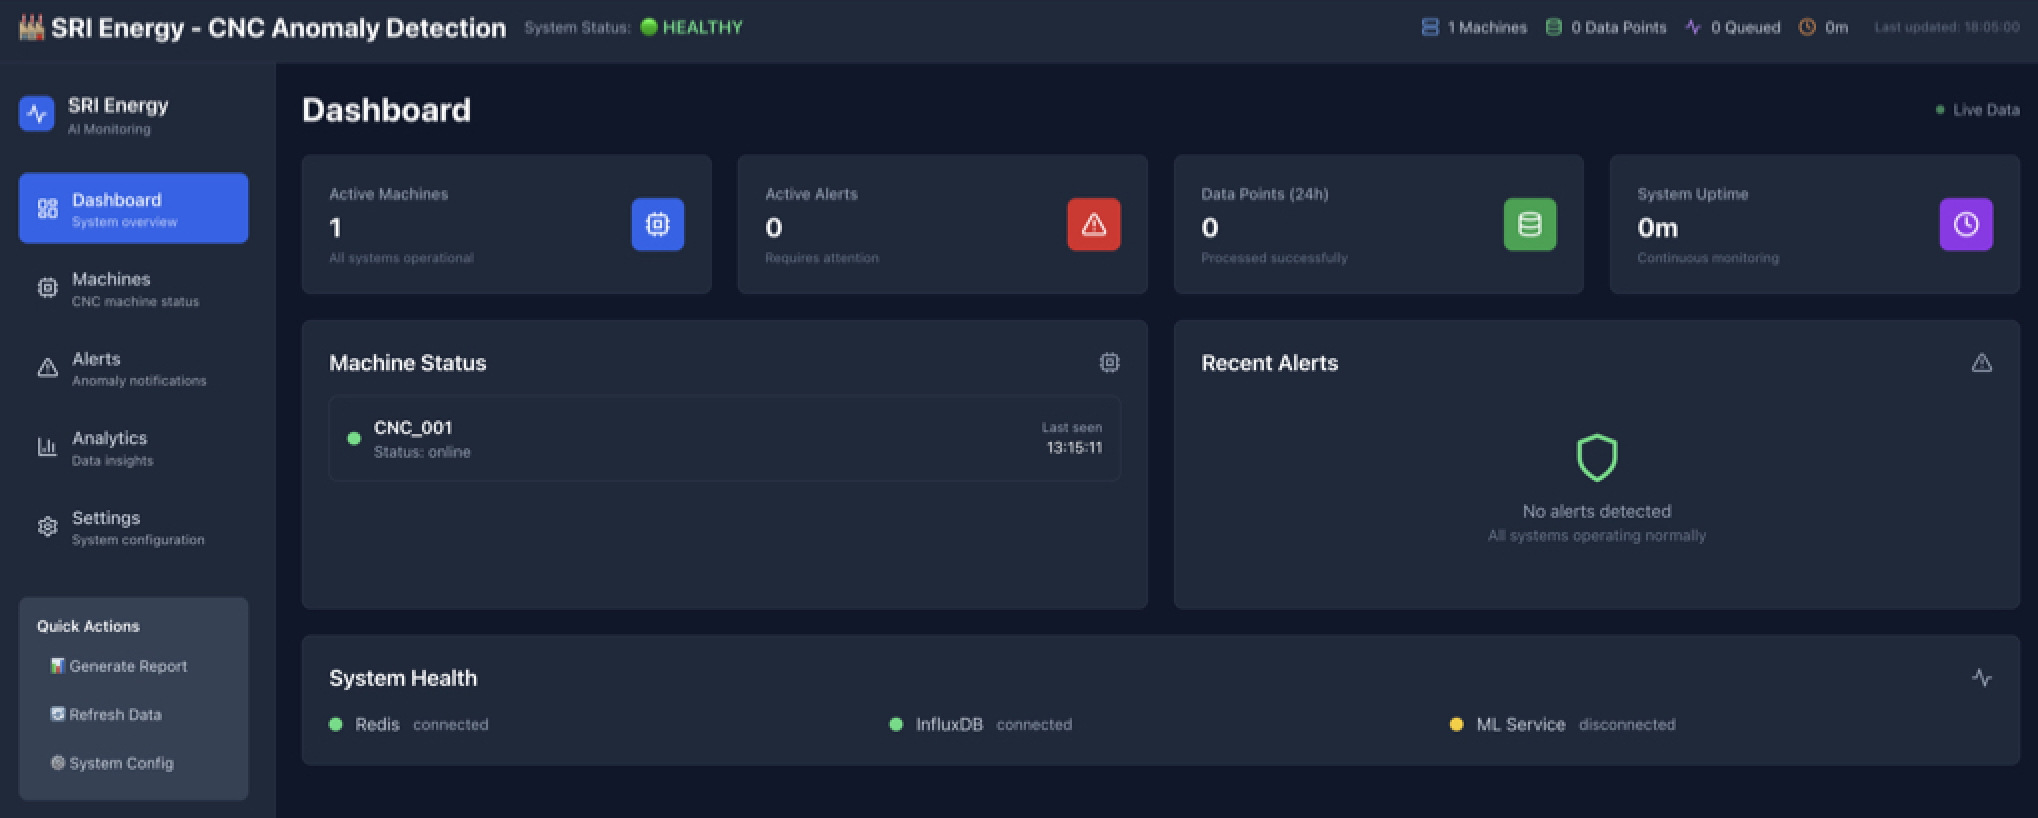 SRI Energy - CNC Anomaly Detection System Status: HEALTHY
1 Machines 0 Data Points 0 Queued 0m Last updated: 18:05:00
SRI Energy
AI Monitoring
Dashboard
System overview
Machines
CNC machine status
Alerts
Anomaly notifications
Analytics
Data insights
Settings
System configuration
Quick Actions
Generate Report
Refresh Data
System Config
Dashboard
Live Data
Active Machines
1
All systems operational
Active Alerts
0
Requires attention
Data Points (24h)
0
Processed successfully
System Uptime
0m
Continuous monitoring
Machine Status
CNC_001
Status: online
Last seen
13:15:11
Recent Alerts
No alerts detected
All systems operating normally
System Health
Redis connected
InfluxDB connected
ML Service disconnected